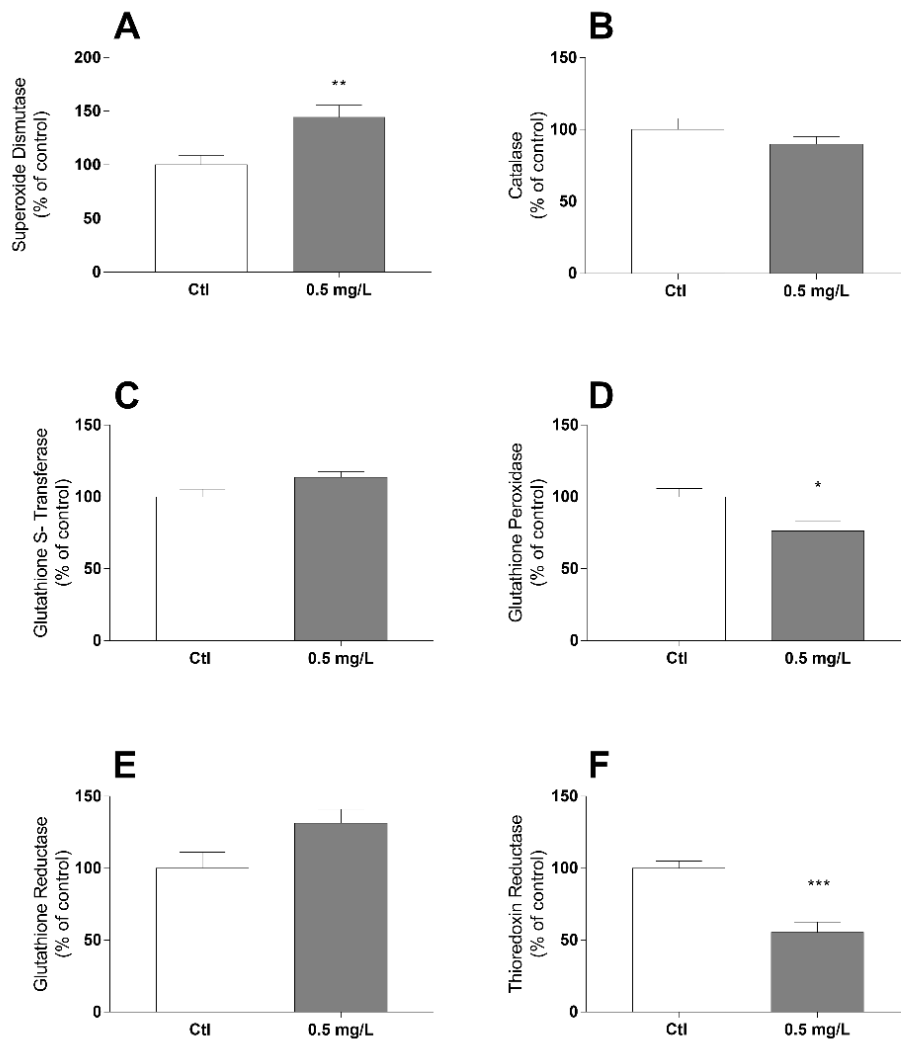 A
Superoxide Dismutase
(% of control)
200
150
100
50
0
**
Ctl
0.5 mg/L
B
Catalase
(% of control)
150
100
50
0
Ctl
0.5 mg/L
C
Glutathione S- Transferase
(% of control)
150
100
50
0
Ctl
0.5 mg/L
D
Glutathione Peroxidase
(% of control)
150
100
50
0
*
Ctl
0.5 mg/L
E
Glutathione Reductase
(% of control)
150
100
50
0
Ctl
0.5 mg/L
F
Thioredoxin Reductase
(% of control)
150
100
50
0
***
Ctl
0.5 mg/L